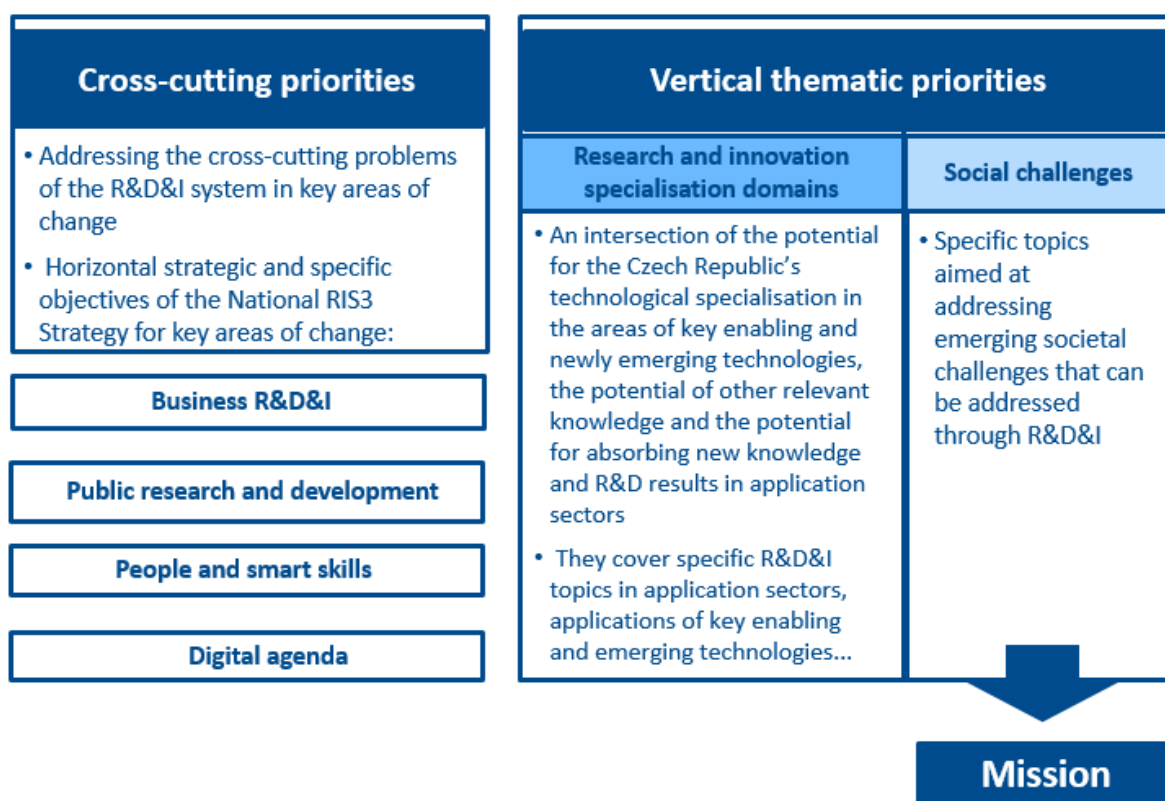 Cross-cutting priorities
• Addressing the cross-cutting problems
of the R&D&I system in key areas of
change
• Horizontal strategic and specific
objectives of the National RIS3
Strategy for key areas of change:
Business R&D&I
Public research and development
People and smart skills
Digital agenda
Vertical thematic priorities
Research and innovation
specialisation domains
• An intersection of the potential
for the Czech Republic’s
technological specialisation in
the areas of key enabling and
newly emerging technologies,
the potential of other relevant
knowledge and the potential
for absorbing new knowledge
and R&D results in application
sectors
• They cover specific R&D&I
topics in application sectors,
applications of key enabling
and emerging technologies...
Social challenges
• Specific topics
aimed at
addressing
emerging societal
challenges that can
be addressed
through R&D&I
Mission